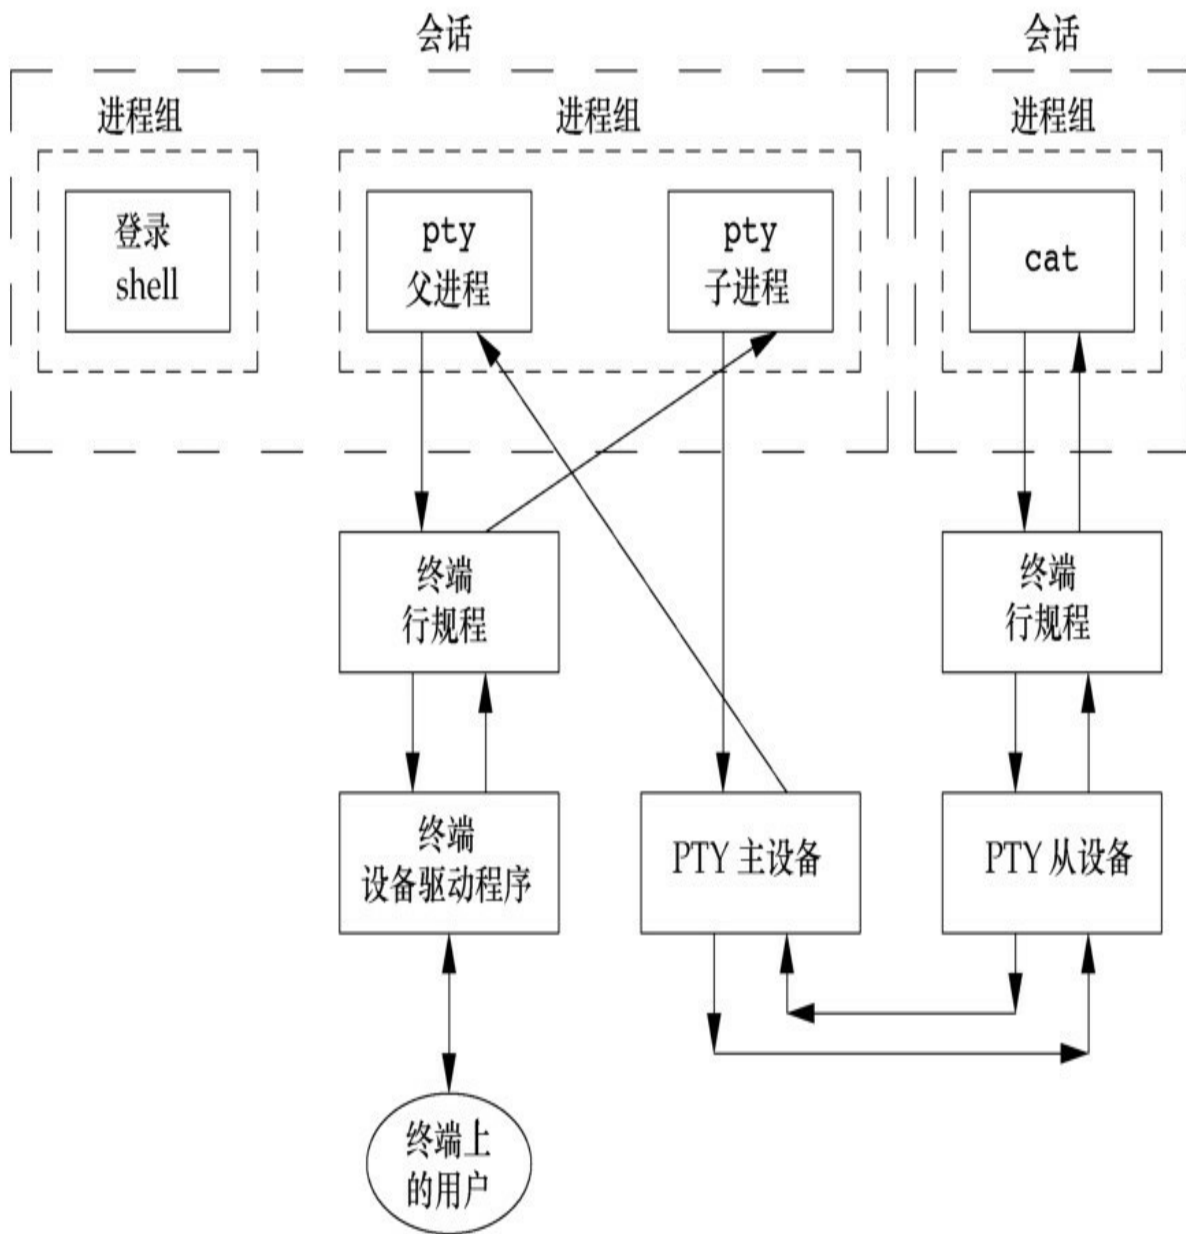 会话
会话
进程组
进程组
进程组
登录
shell
pty
父进程
pty
子进程
cat
终端
行规程
终端
行规程
终端
设备驱动程序
PTY 主设备
PTY 从设备
终端上
的用户